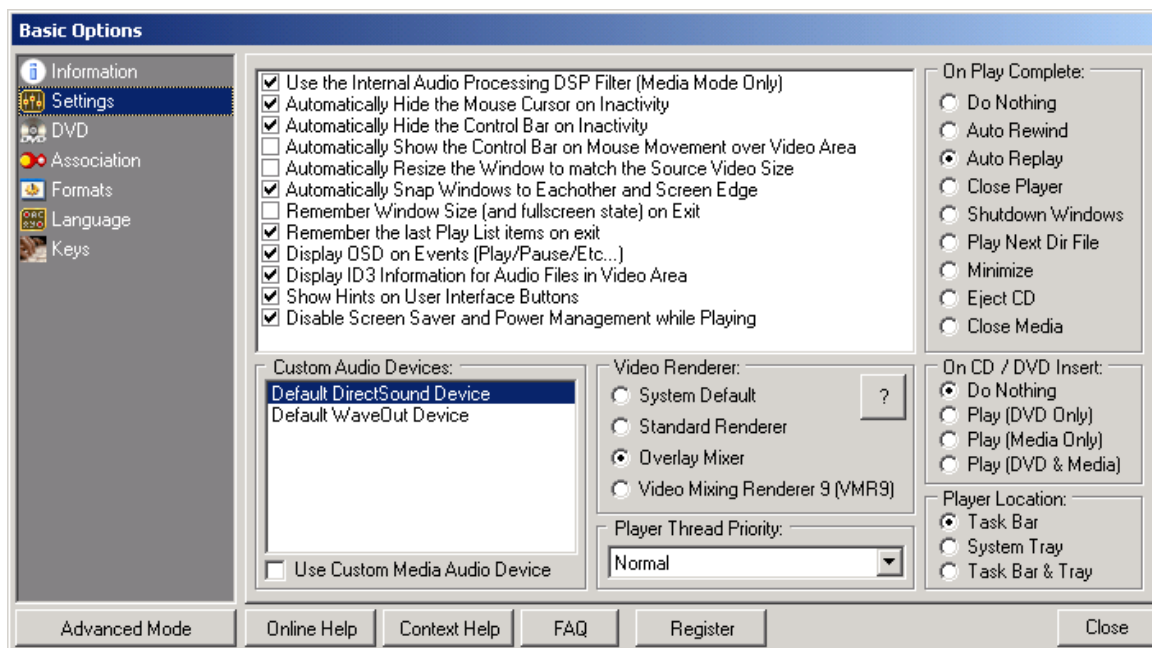 Basic Options
Information
Settings
DVD
Association
Formats
Language
Keys
Use the Internal Audio Processing DSP Filter (Media Mode Only)
Automatically Hide the Mouse Cursor on Inactivity
Automatically Hide the Control Bar on Inactivity
Automatically Show the Control Bar on Mouse Movement over Video Area
Automatically Resize the Window to match the Source Video Size
Automatically Snap Windows to Eachother and Screen Edge
Remember Window Size (and fullscreen state) on Exit
Remember the last Play List items on exit
Display OSD on Events (Play/Pause/Etc...)
Display ID3 Information for Audio Files in Video Area
Show Hints on User Interface Buttons
Disable Screen Saver and Power Management while Playing
On Play Complete:
Do Nothing
Auto Rewind
Auto Replay
Close Player
Shutdown Windows
Play Next Dir File
Minimize
Eject CD
Close Media
Custom Audio Devices:
Default DirectSound Device
Default WaveOut Device
Use Custom Media Audio Device
Video Renderer:
System Default
?
Standard Renderer
Overlay Mixer
Video Mixing Renderer 9 (VMR9)
Player Thread Priority:
Normal
On CD / DVD Insert:
Do Nothing
Play (DVD Only)
Play (Media Only)
Play (DVD & Media)
Player Location:
Task Bar
System Tray
Task Bar & Tray
Advanced Mode
Online Help
Context Help
FAQ
Register
Close